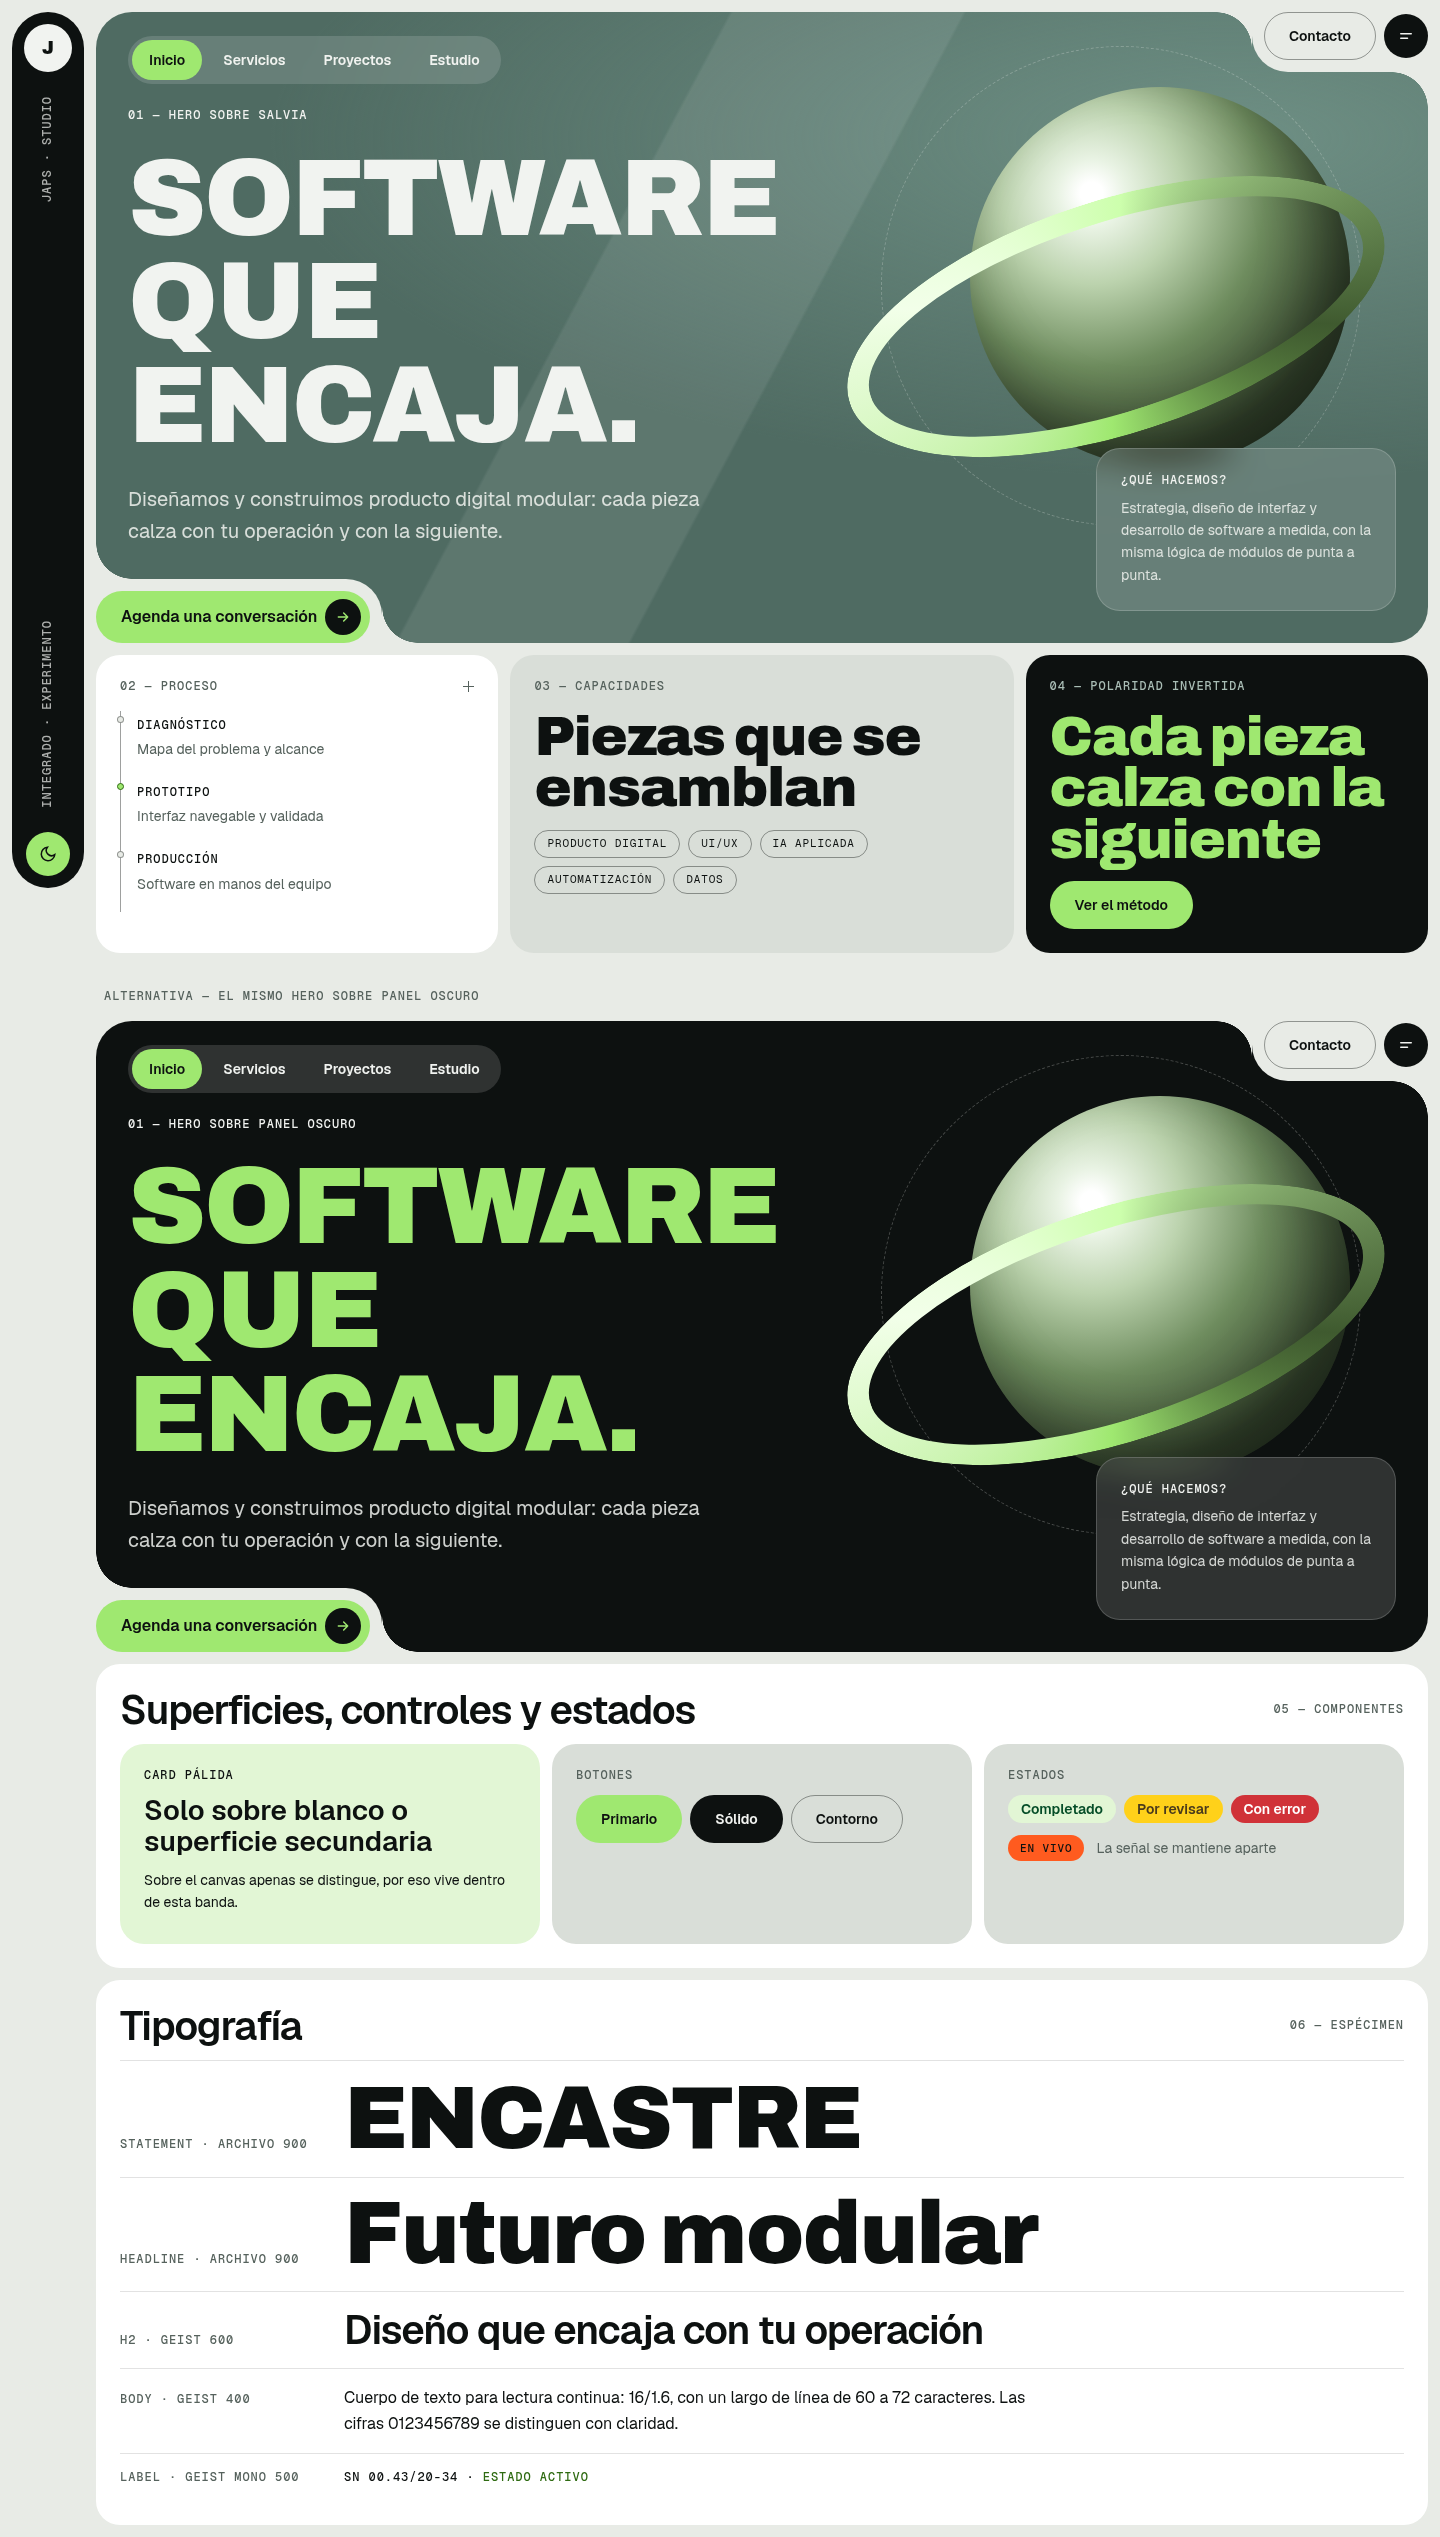 J
JAPS · STUDIO
INTEGRADO · EXPERIMENTO
Inicio
Servicios
Proyectos
Estudio
Contacto
01 — HERO SOBRE SALVIA
SOFTWARE
QUE
ENCAJA.
Diseñamos y construimos producto digital modular: cada pieza
calza con tu operación y con la siguiente.
¿QUÉ HACEMOS?
Estrategia, diseño de interfaz y
desarrollo de software a medida, con la
misma lógica de módulos de punta a
punta.
Agenda una conversación
02 — PROCESO
DIAGNÓSTICO
Mapa del problema y alcance
PROTOTIPO
Interfaz navegable y validada
PRODUCCIÓN
Software en manos del equipo
03 — CAPACIDADES
Piezas que se
ensamblan
PRODUCTO DIGITAL
UI/UX
IA APLICADA
AUTOMATIZACIÓN
DATOS
04 — POLARIDAD INVERTIDA
Cada pieza
calza con la
siguiente
Ver el método
ALTERNATIVA — EL MISMO HERO SOBRE PANEL OSCURO
Inicio
Servicios
Proyectos
Estudio
Contacto
01 — HERO SOBRE PANEL OSCURO
SOFTWARE
QUE
ENCAJA.
Diseñamos y construimos producto digital modular: cada pieza
calza con tu operación y con la siguiente.
¿QUÉ HACEMOS?
Estrategia, diseño de interfaz y
desarrollo de software a medida, con la
misma lógica de módulos de punta a
punta.
Agenda una conversación
Superficies, controles y estados
05 — COMPONENTES
CARD PÁLIDA
Solo sobre blanco o
superficie secundaria
Sobre el canvas apenas se distingue, por eso vive dentro
de esta banda.
BOTONES
Primario
Sólido
Contorno
ESTADOS
Completado
Por revisar
Con error
EN VIVO
La señal se mantiene aparte
Tipografía
06 — ESPÉCIMEN
STATEMENT · ARCHIVO 900
ENCASTRE
HEADLINE · ARCHIVO 900
Futuro modular
H2 · GEIST 600
Diseño que encaja con tu operación
BODY · GEIST 400
Cuerpo de texto para lectura continua: 16/1.6, con un largo de línea de 60 a 72 caracteres. Las
cifras 0123456789 se distinguen con claridad.
LABEL · GEIST MONO 500
SN 00.43/20-34 · ESTADO ACTIVO